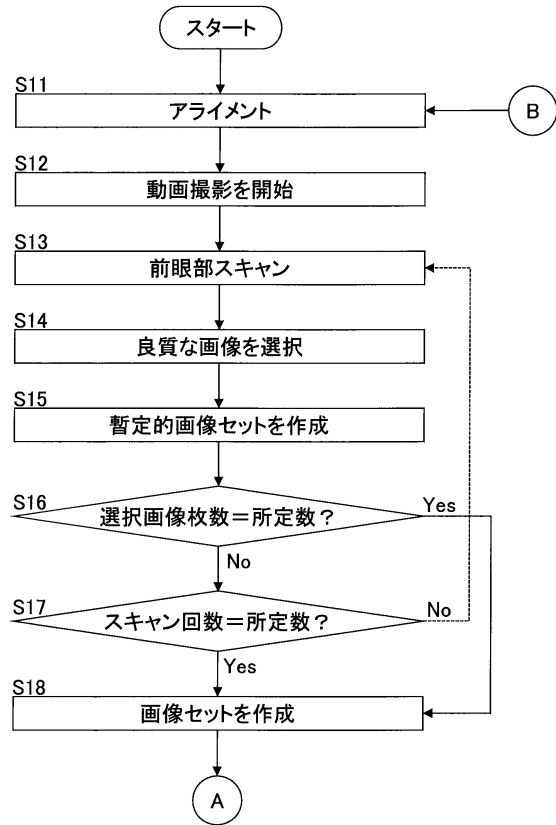 スタート
S11
アライメント
B
S12
動画撮影を開始
S13
前眼部スキャン
S14
良質な画像を選択
S15
暫定的画像セットを作成
S16
選択画像枚数＝所定数？
Yes
No
S17
スキャン回数＝所定数？
No
Yes
S18
画像セットを作成
A